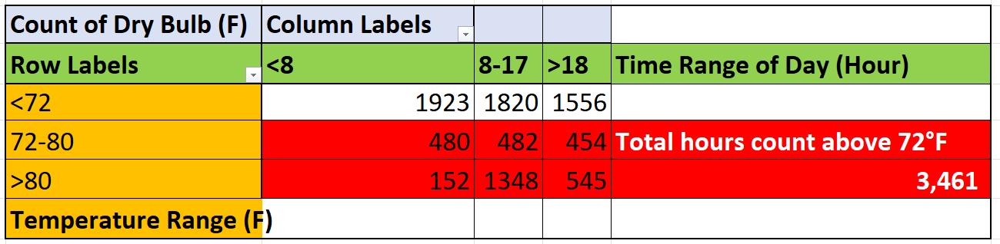 Count of Dry Bulb (F) Column Labels
Row Labels <8 8-17 >18 Time Range of Day (Hour)
<72 1923 1820 1556
72-80 480 482 454 Total hours count above 72°F
>80 152 1348 545 3,461
Temperature Range (F)